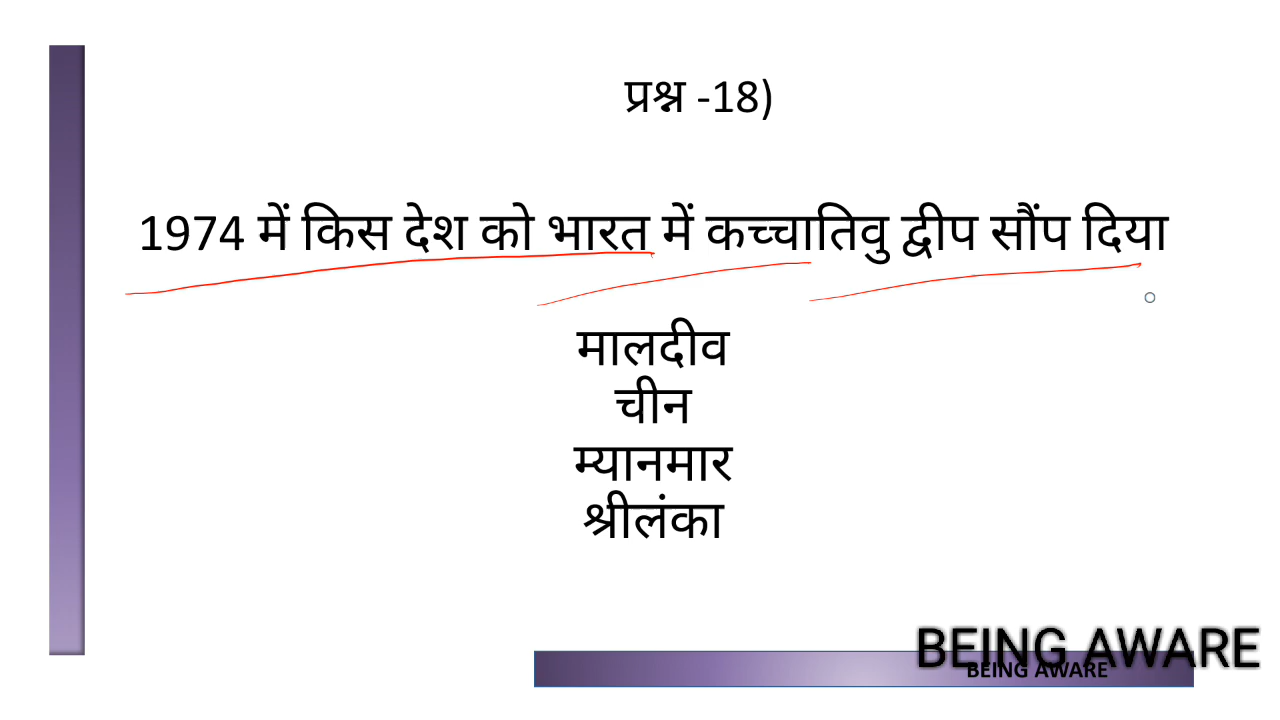 प्रश्न -18)
1974 में किस देश को भारत में कच्चातिवु द्वीप सौंप दिया
मालदीव
चीन
म्यानमार
श्रीलंका
BEING AWARE
BEING AWARE